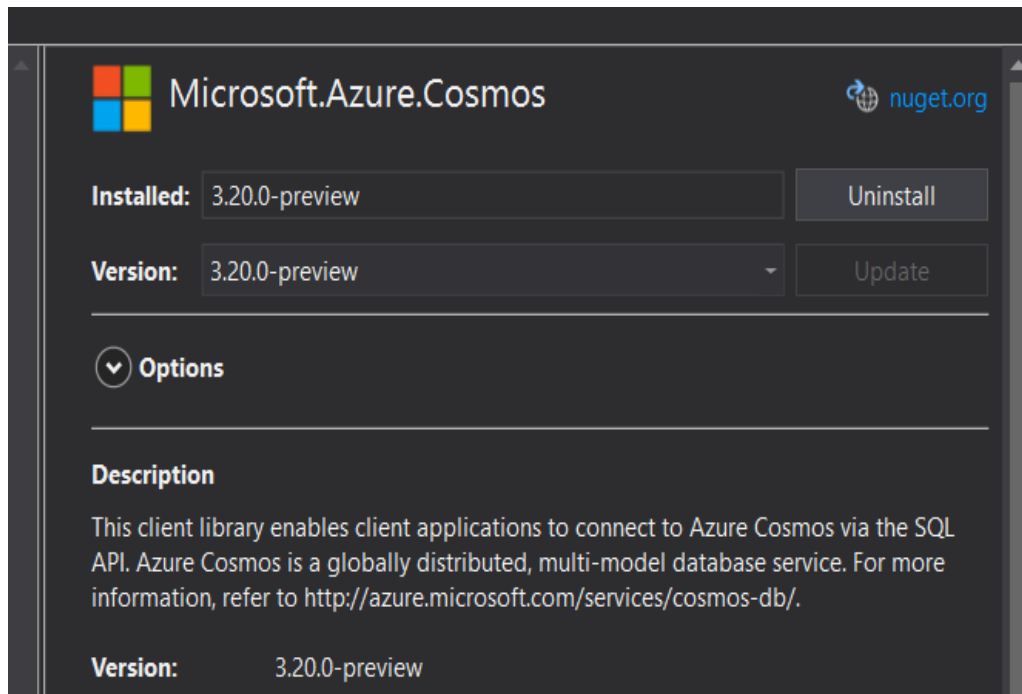 Microsoft.Azure.Cosmos
nuget.org
Installed: 3.20.0-preview Uninstall
Version: 3.20.0-preview Update
Options
Description
This client library enables client applications to connect to Azure Cosmos via the SQL
API. Azure Cosmos is a globally distributed, multi-model database service. For more
information, refer to http://azure.microsoft.com/services/cosmos-db/.
Version: 3.20.0-preview